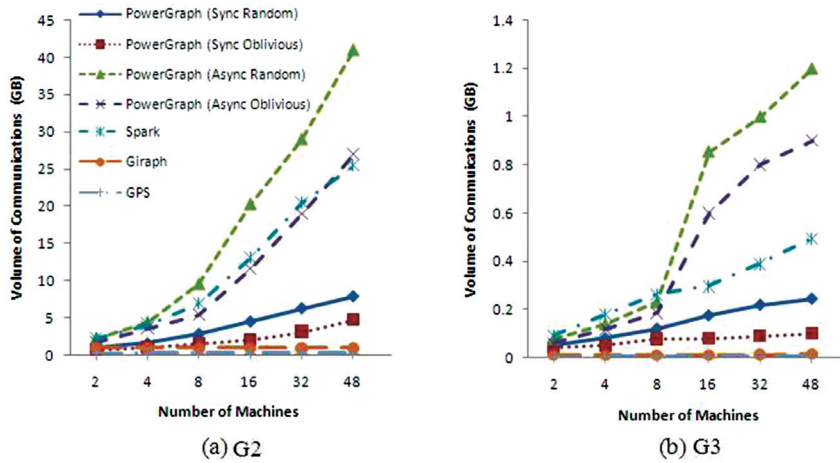 Volume of Communications (GB)
45
40
35
30
25
20
15
10
5
0
PowerGraph (Sync Random)
PowerGraph (Sync Oblivious)
PowerGraph (Async Random)
PowerGraph (Async Oblivious)
Spark
Giraph
GPS
2 4 8 16 32 48
Number of Machines
(a) G2
Volume of Communications (GB)
1.4
1.2
1
0.8
0.6
0.4
0.2
0
2 4 8 16 32 48
Number of Machines
(b) G3